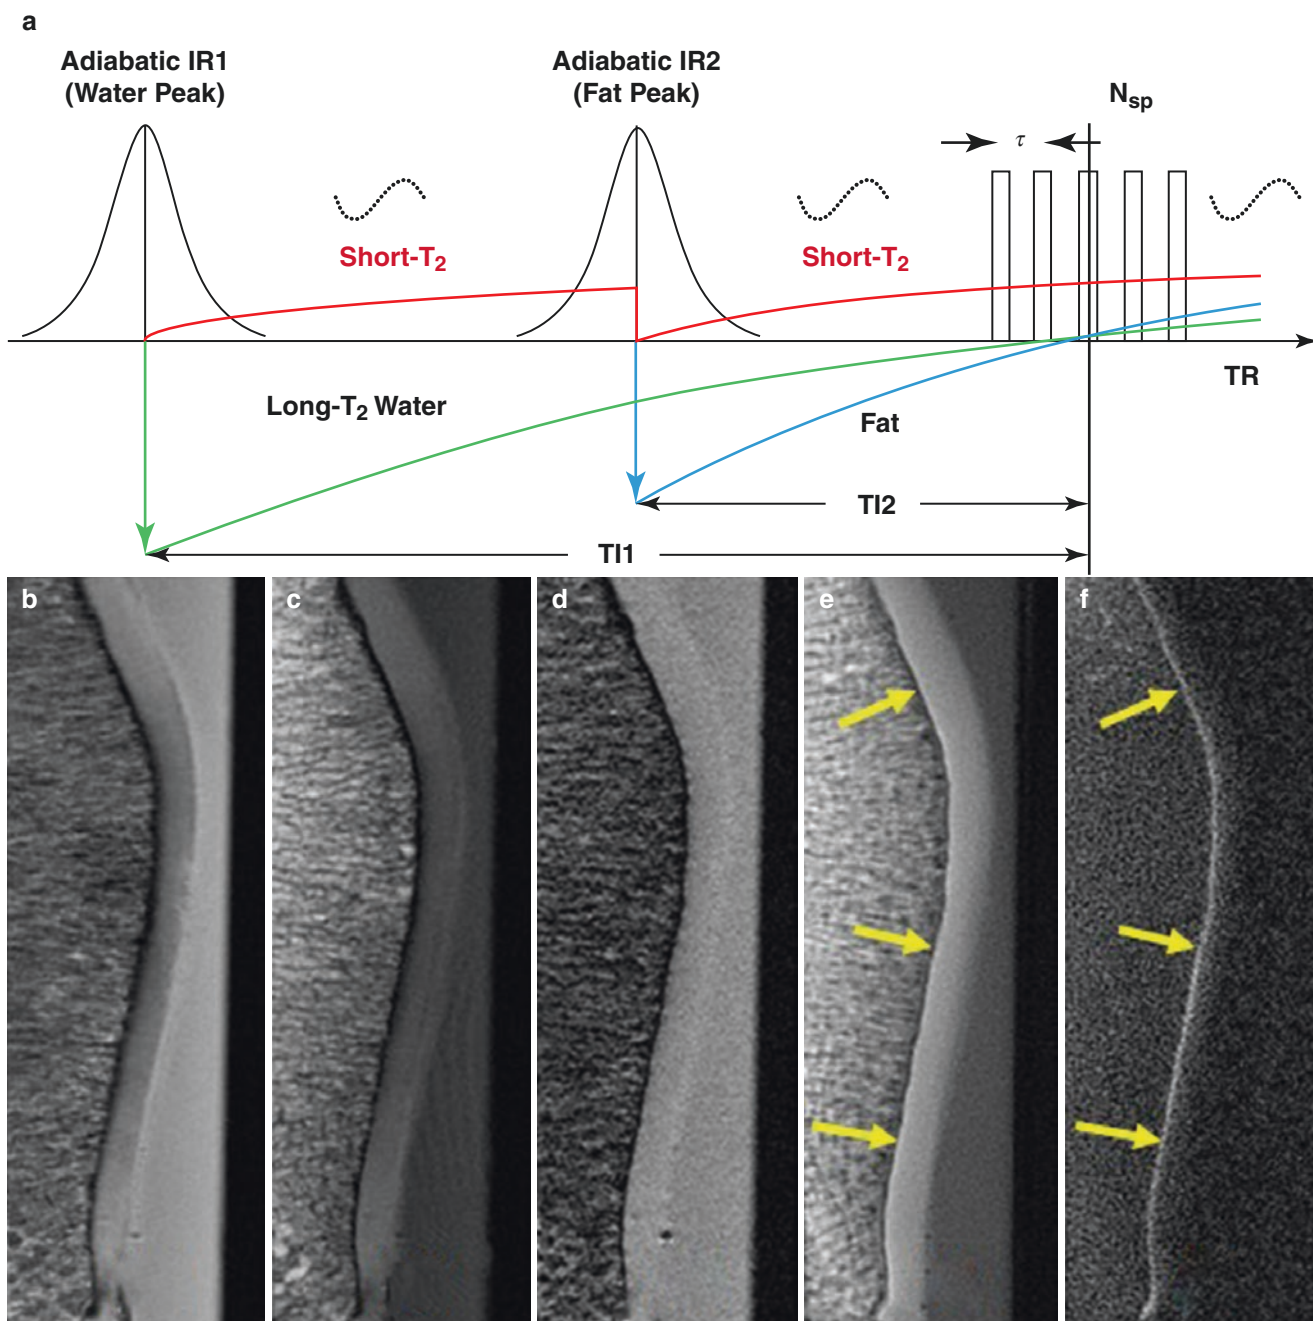 a
Adiabatic IR1
(Water Peak)
Adiabatic IR2
(Fat Peak)
Nsp
τ
Short-T2
Short-T2
TR
Long-T2 Water
Fat
TI2
TI1
b
c
d
e
f